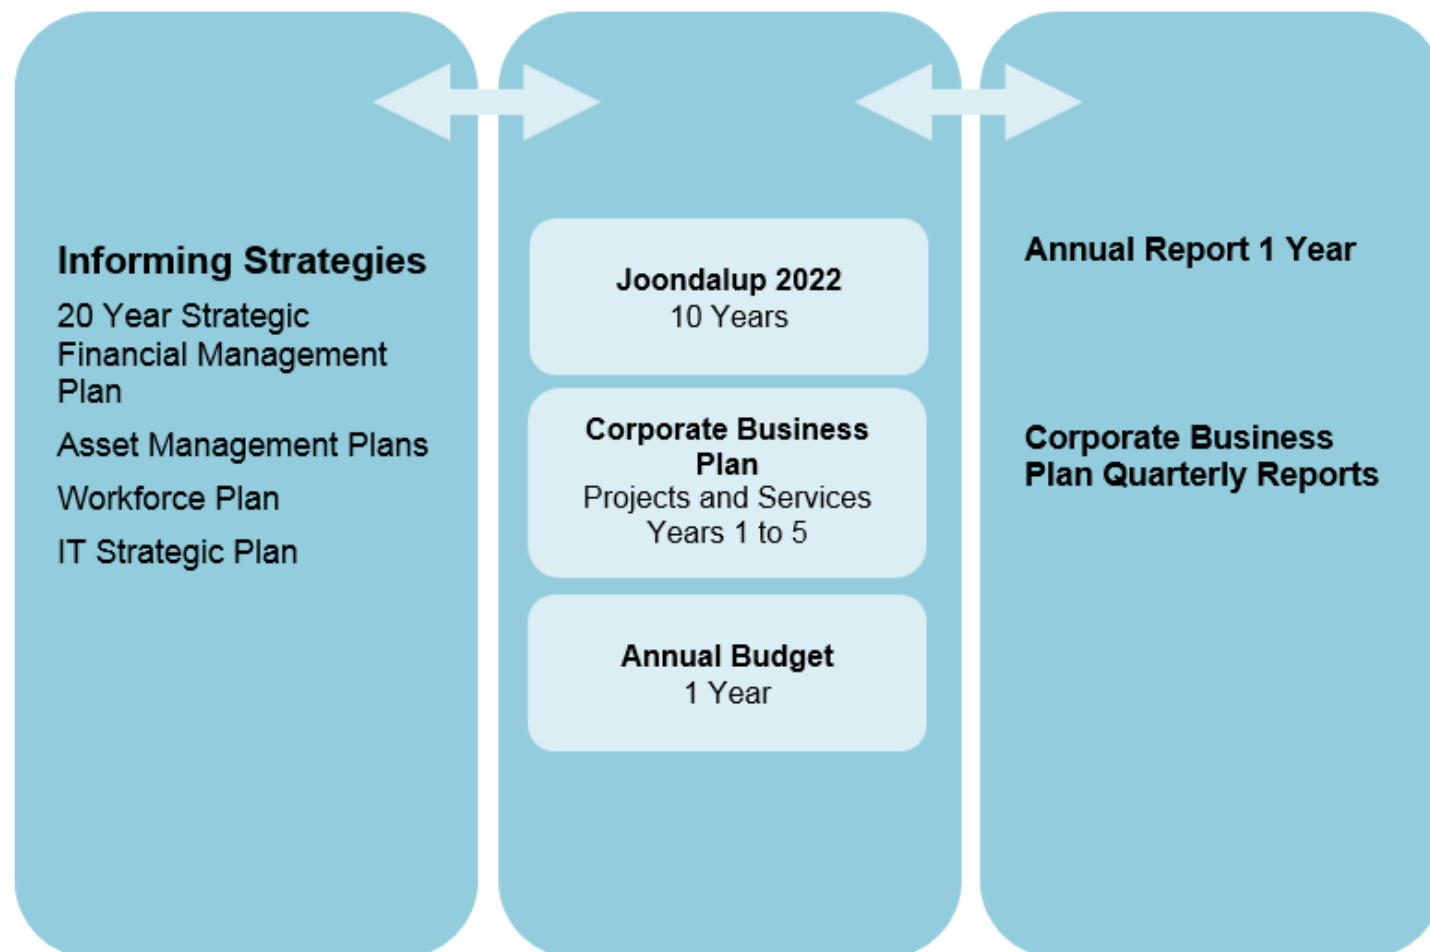 Informing Strategies
20 Year Strategic
Financial Management
Plan
Asset Management Plans
Workforce Plan
IT Strategic Plan
Joondalup 2022
10 Years
Corporate Business
Plan
Projects and Services
Years 1 to 5
Annual Budget
1 Year
Annual Report 1 Year
Corporate Business
Plan Quarterly Reports